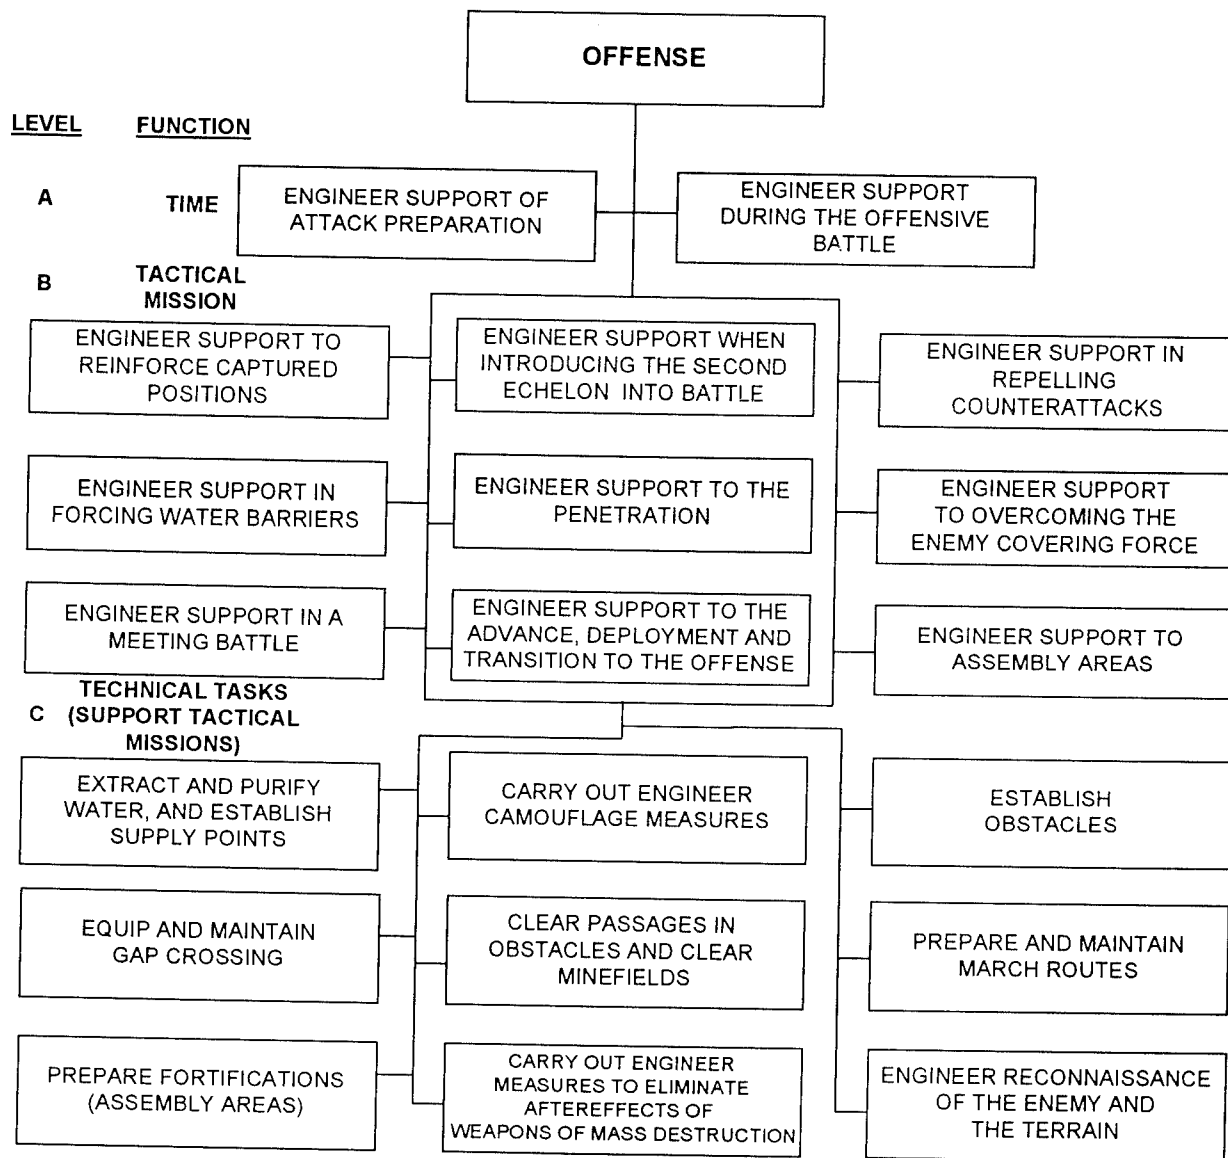 OFFENSE
LEVEL FUNCTION
A TIME
ENGINEER SUPPORT OF
ATTACK PREPARATION
ENGINEER SUPPORT
DURING THE OFFENSIVE
BATTLE
B TACTICAL
MISSION
ENGINEER SUPPORT TO
REINFORCE CAPTURED
POSITIONS
ENGINEER SUPPORT WHEN
INTRODUCING THE SECOND
ECHELON INTO BATTLE
ENGINEER SUPPORT IN
REPELLING
COUNTERATTACKS
ENGINEER SUPPORT IN
FORCING WATER BARRIERS
ENGINEER SUPPORT TO THE
PENETRATION
ENGINEER SUPPORT
TO OVERCOMING THE
ENEMY COVERING FORCE
ENGINEER SUPPORT IN A
MEETING BATTLE
ENGINEER SUPPORT TO THE
ADVANCE, DEPLOYMENT AND
TRANSITION TO THE OFFENSE
ENGINEER SUPPORT TO
ASSEMBLY AREAS
TECHNICAL TASKS
C (SUPPORT TACTICAL
MISSIONS)
EXTRACT AND PURIFY
WATER, AND ESTABLISH
SUPPLY POINTS
CARRY OUT ENGINEER
CAMOUFLAGE MEASURES
ESTABLISH
OBSTACLES
EQUIP AND MAINTAIN
GAP CROSSING
CLEAR PASSAGES IN
OBSTACLES AND CLEAR
MINEFIELDS
PREPARE AND MAINTAIN
MARCH ROUTES
PREPARE FORTIFICATIONS
(ASSEMBLY AREAS)
CARRY OUT ENGINEER
MEASURES TO ELIMINATE
AFTEREFFECTS OF
WEAPONS OF MASS DESTRUCTION
ENGINEER RECONNAISSANCE
OF THE ENEMY AND
THE TERRAIN